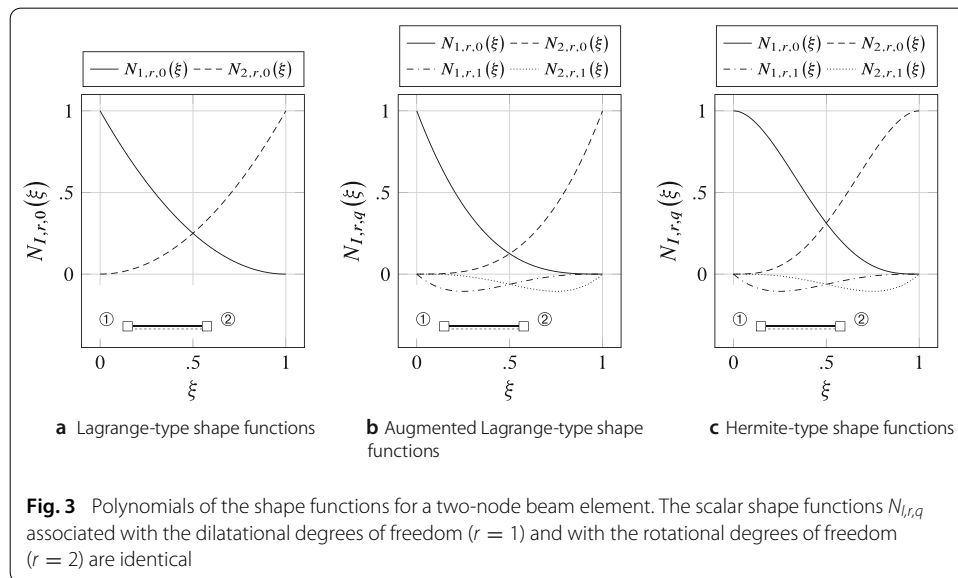 N1,r,0(ξ) N2,r,0(ξ)
1
.5
0
NI,r,0(ξ)
① ②
0 .5 1
ξ
a Lagrange-type shape functions
N1,r,0(ξ) N2,r,0(ξ)
N1,r,1(ξ) N2,r,1(ξ)
1
.5
0
NI,r,q(ξ)
① ②
0 .5 1
ξ
b Augmented Lagrange-type shape
functions
N1,r,0(ξ) N2,r,0(ξ)
N1,r,1(ξ) N2,r,1(ξ)
1
.5
0
NI,r,q(ξ)
① ②
0 .5 1
ξ
c Hermite-type shape functions
Fig. 3 Polynomials of the shape functions for a two-node beam element. The scalar shape functions NI,r,q
associated with the dilatational degrees of freedom (r = 1) and with the rotational degrees of freedom
(r = 2) are identical